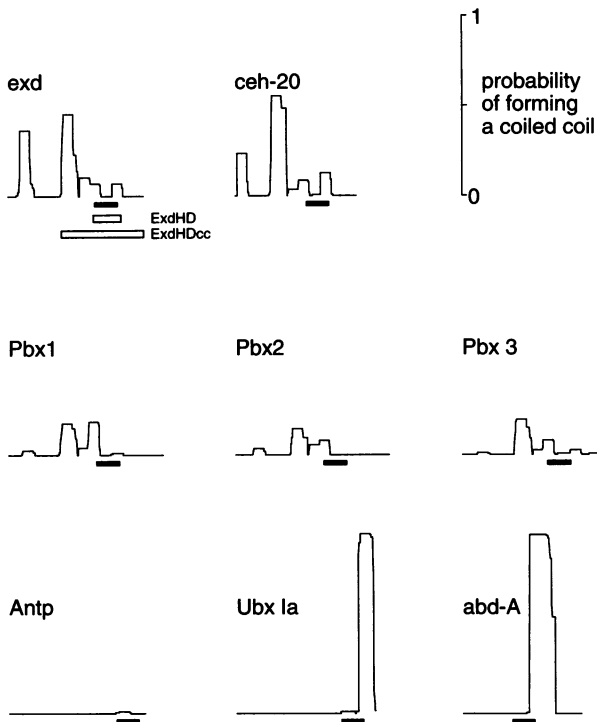 exd
ceh-20
1
probability
of forming
a coiled coil
0
ExdHD
ExdHDcc
Pbx1
Pbx2
Pbx 3
Antp
Ubx Ia
abd-A